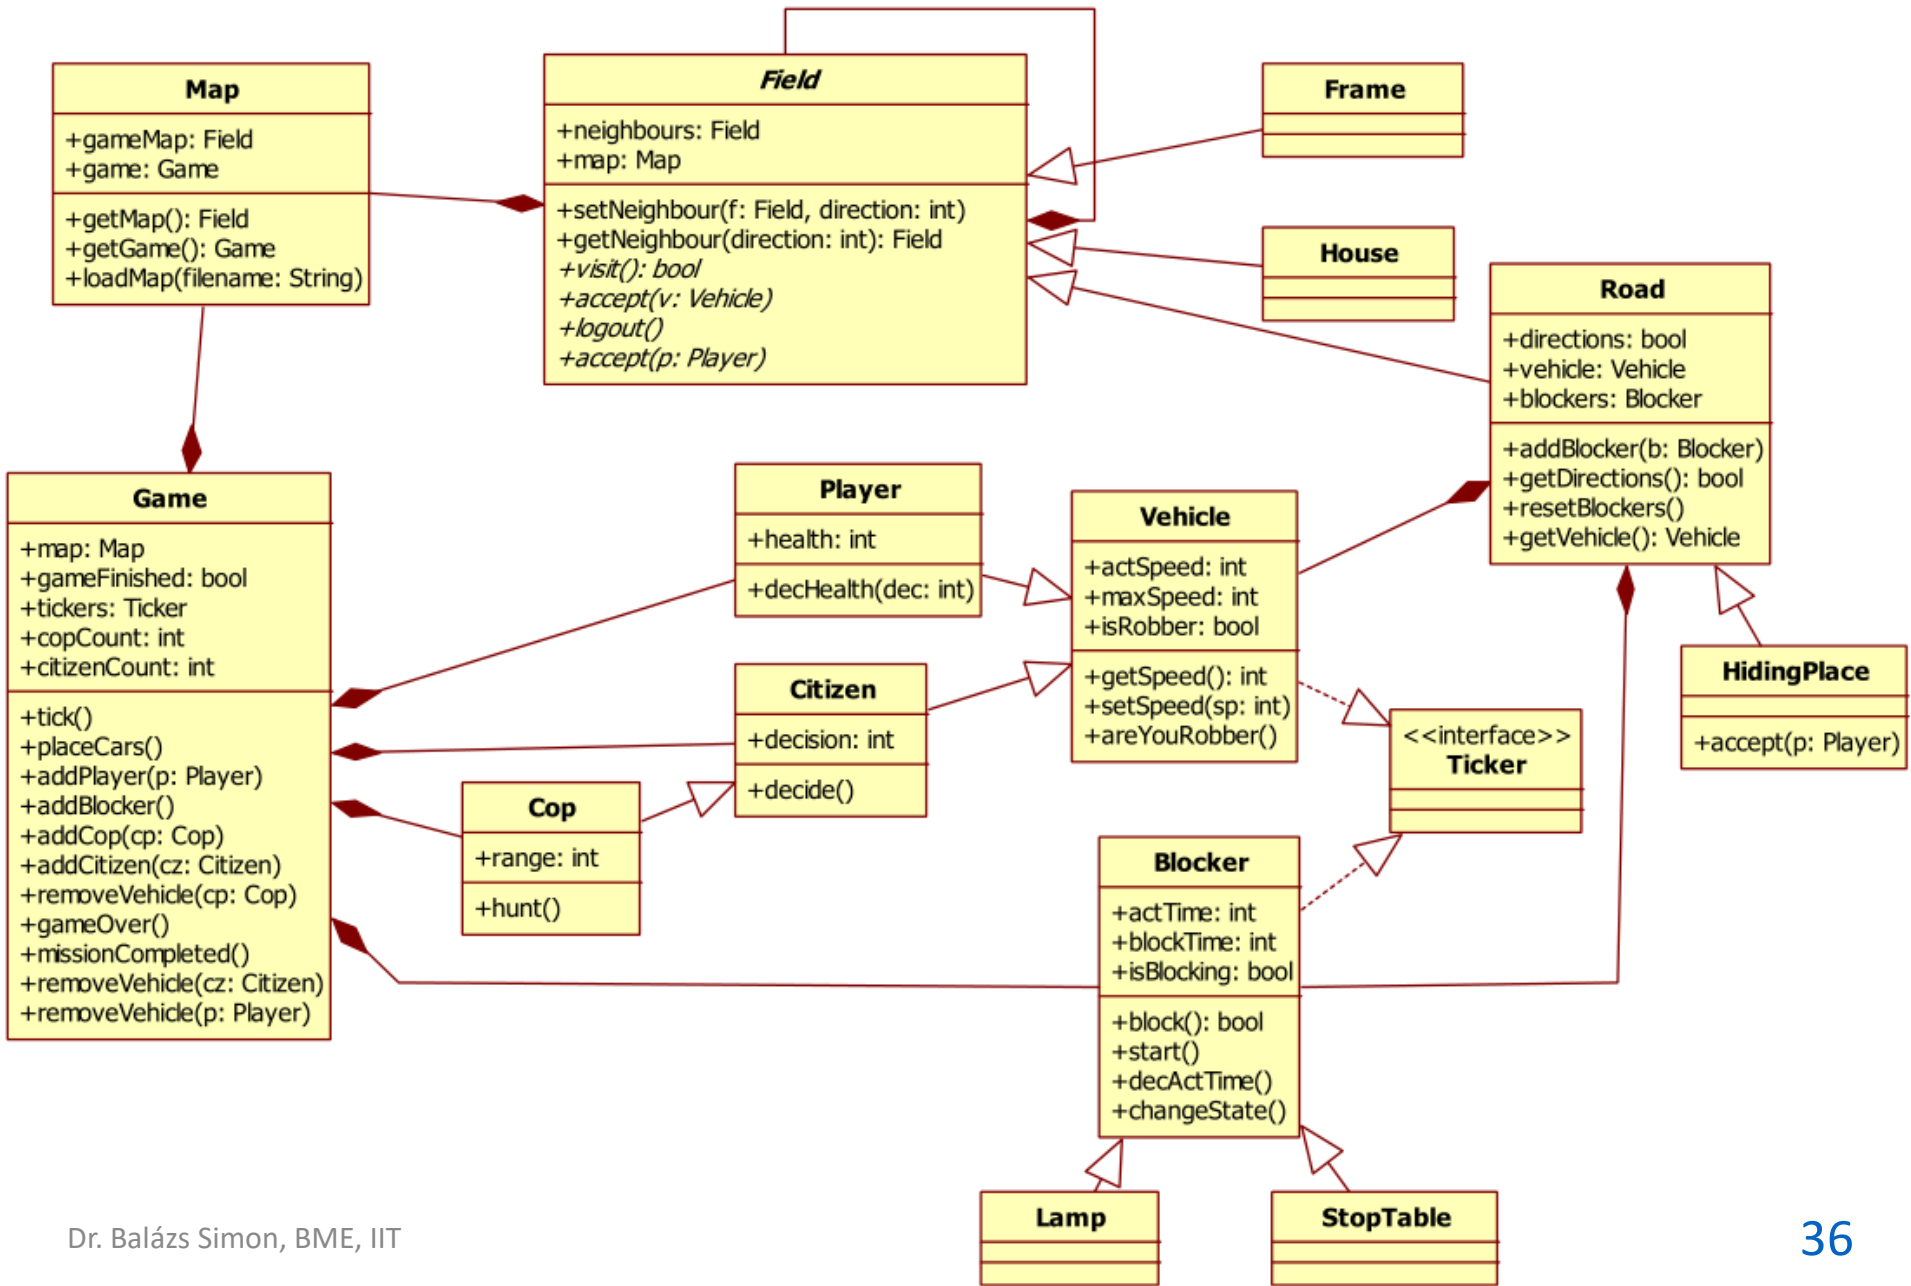 Map
+gameMap: Field
+game: Game
+getMap(): Field
+getGame(): Game
+loadMap(filename: String)
Field
+neighbours: Field
+map: Map
+setNeighbour(f: Field, direction: int)
+getNeighbour(direction: int): Field
+visit(): bool
+accept(v: Vehicle)
+logout()
+accept(p: Player)
Frame
House
Road
+directions: bool
+vehicle: Vehicle
+blockers: Blocker
+addBlocker(b: Blocker)
+getDirections(): bool
+resetBlockers()
+getVehicle(): Vehicle
Game
+map: Map
+gameFinished: bool
+tickers: Ticker
+copCount: int
+citizenCount: int
+tick()
+placeCars()
+addPlayer(p: Player)
+addBlocker()
+addCop(cp: Cop)
+addCitizen(cz: Citizen)
+removeVehicle(cp: Cop)
+gameOver()
+missionCompleted()
+removeVehicle(cz: Citizen)
+removeVehicle(p: Player)
Player
+health: int
+decHealth(dec: int)
Vehicle
+actSpeed: int
+maxSpeed: int
+isRobber: bool
+getSpeed(): int
+setSpeed(sp: int)
+areYouRobber()
Citizen
+decision: int
+decide()
Cop
+range: int
+hunt()
HidingPlace
+accept(p: Player)
<<interface>>
Ticker
Blocker
+actTime: int
+blockTime: int
+isBlocking: bool
+block(): bool
+start()
+decActTime()
+changeState()
Lamp
StopTable
Dr. Balázs Simon, BME, IIT
36